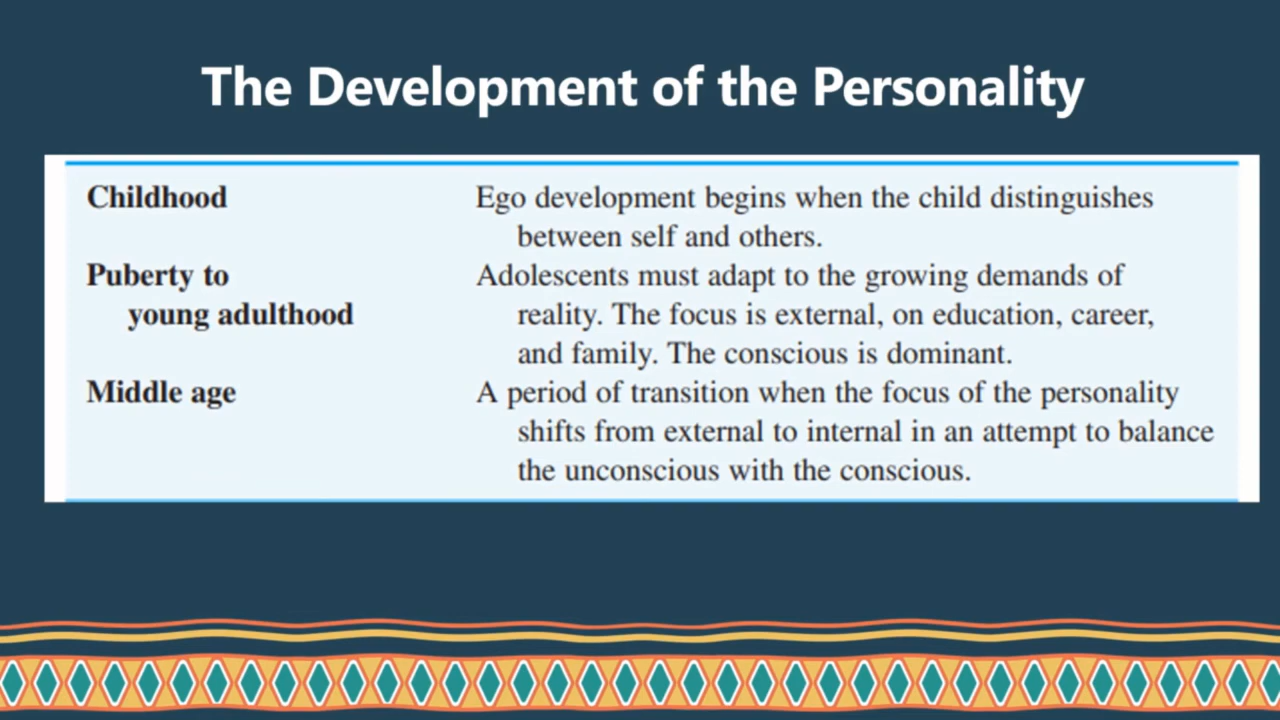 The Development of the Personality
Childhood Ego development begins when the child distinguishes
between self and others.
Puberty to Adolescents must adapt to the growing demands of
young adulthood reality. The focus is external, on education, career,
and family. The conscious is dominant.
Middle age A period of transition when the focus of the personality
shifts from external to internal in an attempt to balance
the unconscious with the conscious.